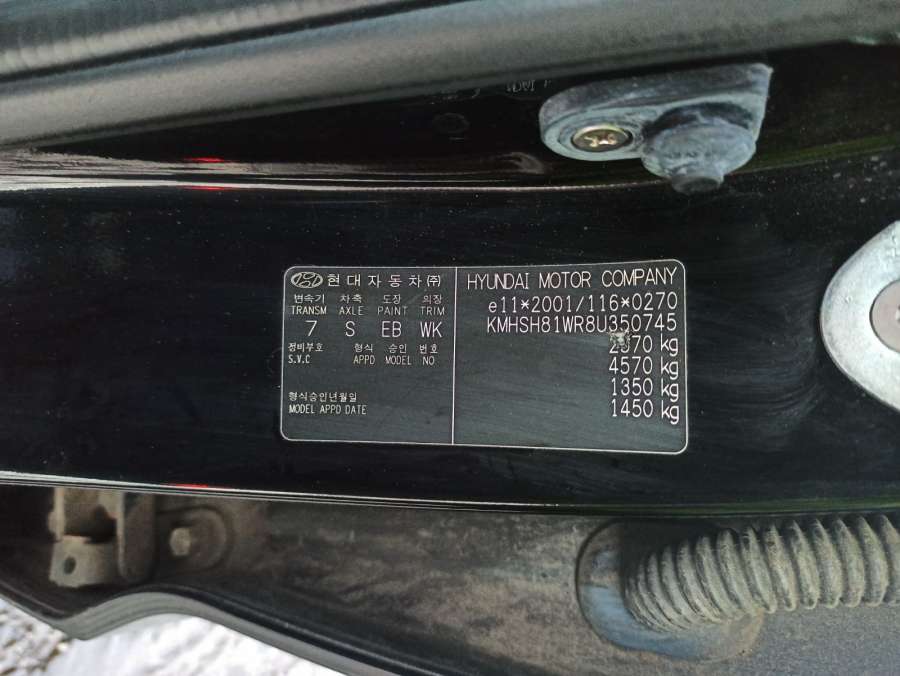 현대자동차㈜
변속기 차축 도장 의장
TRANSM AXLE PAINT TRIM
7 S EB WK
정비부호 형식 승인 번호
S.V.C APPD MODEL NO
형식승인년월일
MODEL APPD DATE
HYUNDAI MOTOR COMPANY
e11*2001/116*0270
KMHSH81WR8U350745
kg
4570 kg
1350 kg
1450 kg